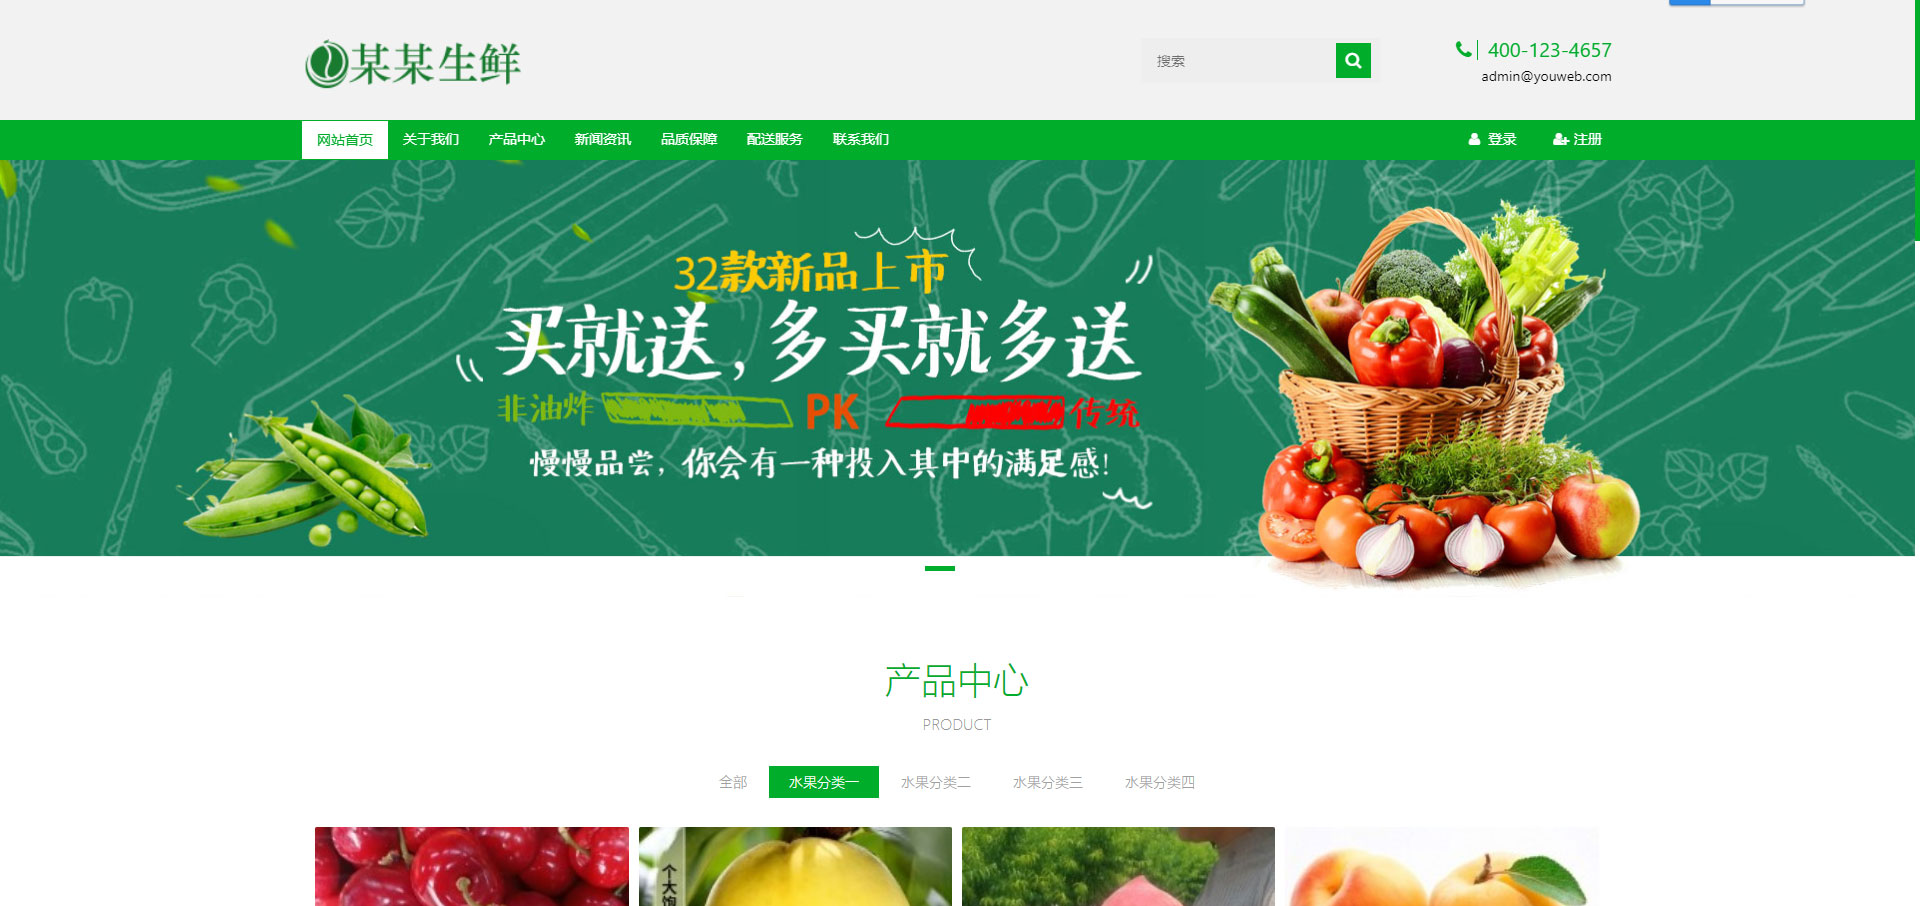 某某生鲜
搜索
400-123-4657
admin@youweb.com
网站首页 关于我们 产品中心 新闻资讯 品质保障 配送服务 联系我们 登录 注册
32款新品上市
买就送,多买就多送
非油炸 PK 传统
慢慢品尝,你会有一种投入其中的满足感!
产品中心
PRODUCT
全部 水果分类一 水果分类二 水果分类三 水果分类四
个大饱